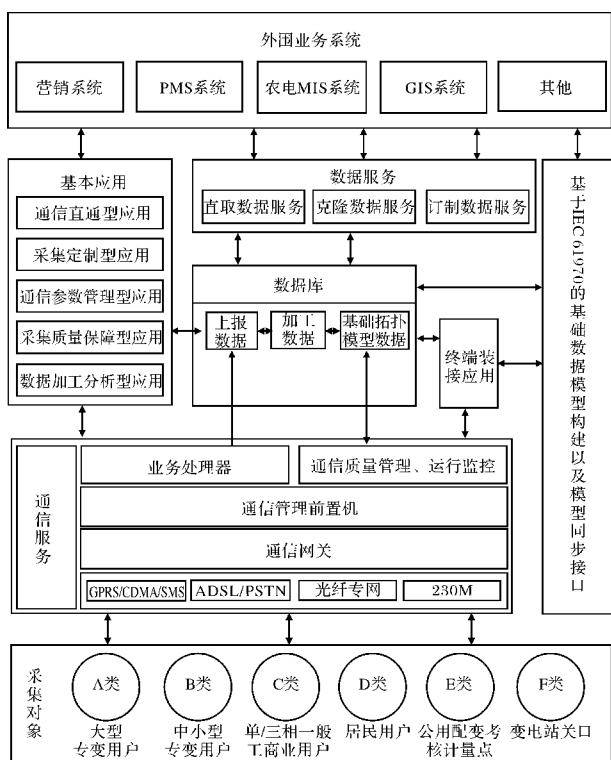 外围业务系统
营销系统
PMS系统
农电MIS系统
GIS系统
其他
基本应用
通信直通型应用
采集定制型应用
通信参数管理型应用
采集质量保障型应用
数据加工分析型应用
数据服务
直取数据服务
克隆数据服务
订制数据服务
数据库
上报
数据
加工
数据
基础拓扑
模型数据
终端装
接应用
基于IEC 61970的基础数据模型构建以及模型同步接口
通信服务
业务处理器
通信质量管理、运行监控
通信管理前置机
通信网关
GPRS/CDMA/SMS
ADSL/PSTN
光纤专网
230M
采集对象
A类
B类
C类
D类
E类
F类
大型
专变用户
中小型
专变用户
单/三相一般
工商业用户
居民用户
公用配变考
核计量点
变电站关口